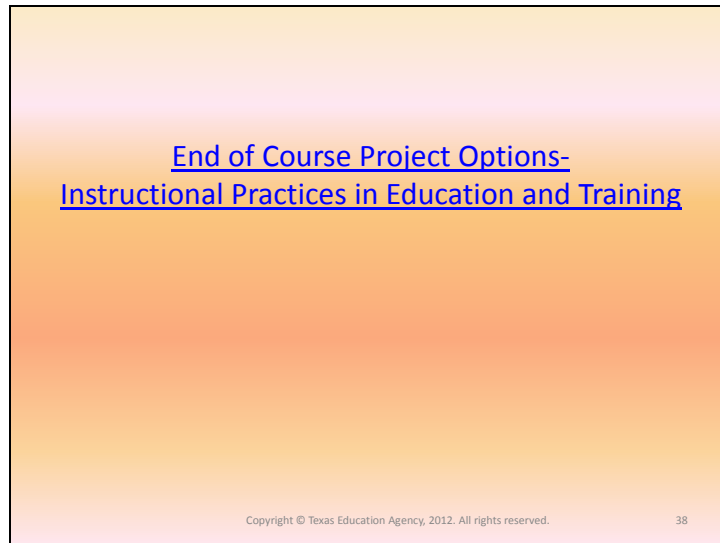 End of Course Project Options-
Instructional Practices in Education and Training
Copyright © Texas Education Agency, 2012. All rights reserved. 38